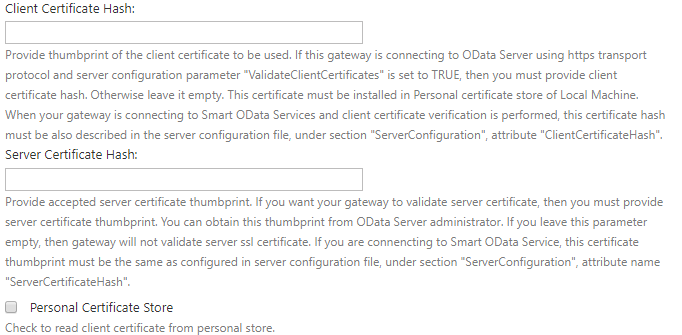 Client Certificate Hash:
Provide thumbprint of the client certificate to be used. If this gateway is connecting to OData Server using https transport
protocol and server configuration parameter "ValidateClientCertificates" is set to TRUE, then you must provide client
certificate hash. Otherwise leave it empty. This certificate must be installed in Personal certificate store of Local Machine.
When your gateway is connecting to Smart OData Services and client certificate verification is performed, this certificate hash
must be also described in the server configuration file, under section "ServerConfiguration", attribute "ClientCertificateHash".
Server Certificate Hash:
Provide accepted server certificate thumbprint. If you want your gateway to validate server certificate, then you must provide
server certificate thumbprint. You can obtain this thumbprint from OData Server administrator. If you leave this parameter
empty, then gateway will not validate server ssl certificate. If you are connencting to Smart OData Service, this certificate
thumbprint must be the same as configured in server configuration file, under section "ServerConfiguration", attribute name
"ServerCertificateHash".
Personal Certificate Store
Check to read client certificate from personal store.